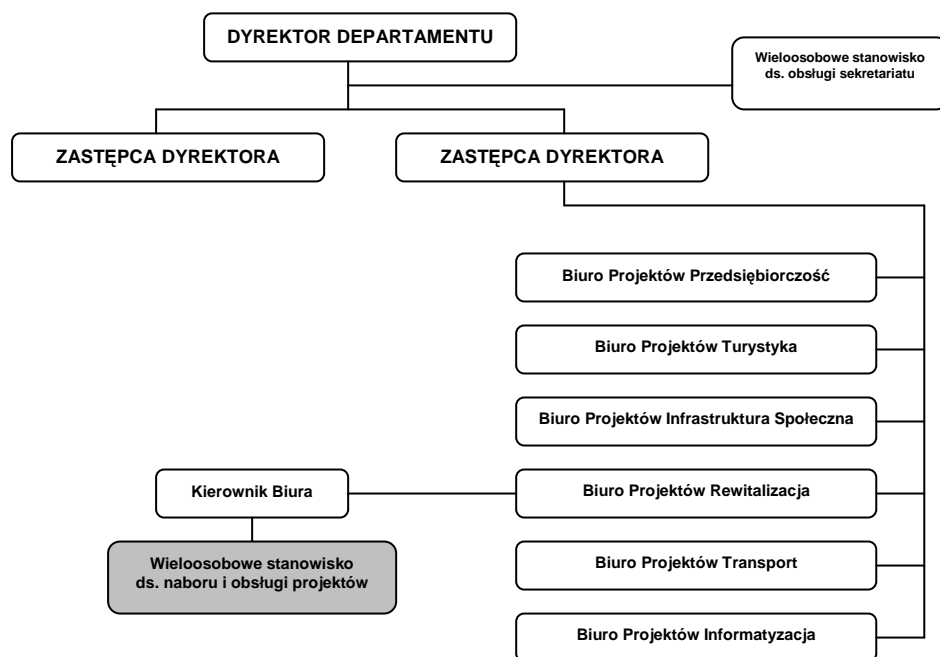 DYREKTOR DEPARTAMENTU
Wieloosobowe stanowisko
ds. obsługi sekretariatu
ZASTĘPCA DYREKTORA
ZASTĘPCA DYREKTORA
Biuro Projektów Przedsiębiorczość
Biuro Projektów Turystyka
Biuro Projektów Infrastruktura Społeczna
Kierownik Biura
Biuro Projektów Rewitalizacja
Wieloosobowe stanowisko
ds. naboru i obsługi projektów
Biuro Projektów Transport
Biuro Projektów Informatyzacja